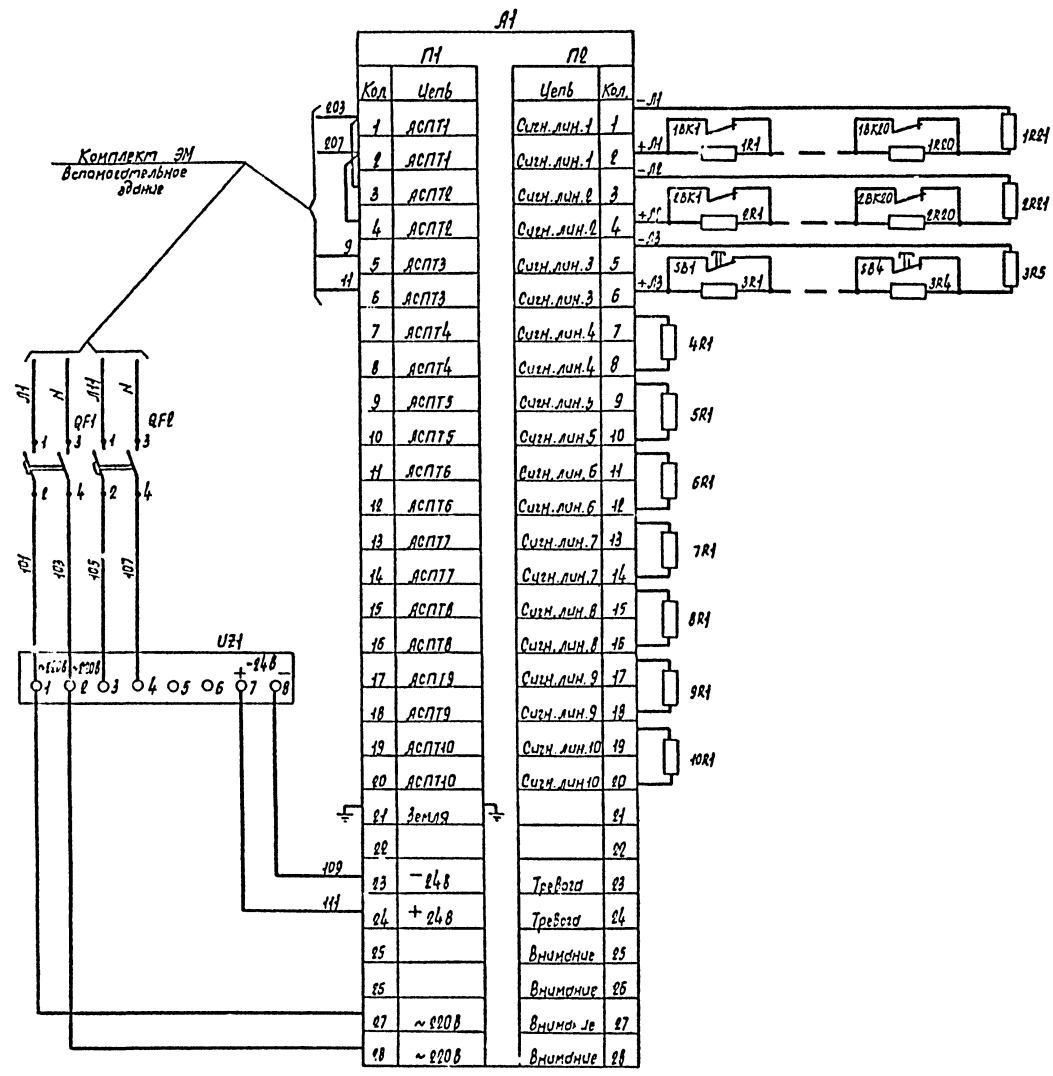 А1
П1
П2
Кол Цепь
Цепь Кол.
1 АСПТ1
2 АСПТ1
3 АСПТ2
4 АСПТ2
5 АСПТ3
6 АСПТ3
7 АСПТ4
8 АСПТ4
9 АСПТ5
10 АСПТ5
11 АСПТ6
12 АСПТ6
13 АСПТ7
14 АСПТ7
15 АСПТ8
16 АСПТ8
17 АСПТ9
18 АСПТ9
19 АСПТ10
20 АСПТ10
21 Земля
22
23 -24В
24 +24В
25
25
27 ~220В
28 ~220В
Сигн. лин. 1 1
Сигн. лин. 1 2
Сигн. лин. 2 3
Сигн. лин. 2 4
Сигн. лин. 3 5
Сигн. лин. 3 6
Сигн. лин. 4 7
Сигн. лин. 4 8
Сигн. лин. 5 9
Сигн. лин. 5 10
Сигн. лин. 6 11
Сигн. лин. 6 12
Сигн. лин. 7 13
Сигн. лин. 7 14
Сигн. лин. 8 15
Сигн. лин. 8 16
Сигн. лин. 9 17
Сигн. лин. 9 18
Сигн. лин. 10 19
Сигн. лин 10 20
21
22
Тревога 23
Тревога 24
Внимание 25
Внимание 26
27
Внимание 28
203
207
9
11
Комплект ЭМ
Вспомогательное
здание
Л1 N Л11 N
QF1 QF2
1 3 1 3
2 4 2 4
101 103 105 107
UZ1
~220В ~220В + -24В -
1 2 3 4 5 6 7 8
109
111
-Л1
1ВК1 1ВК20 1R21
+Л1 1R1 1R20
-Л2
2ВК1 2ВК20 2R21
+Л2 2R1 2R20
-Л3
SB1 SB4 3R5
+Л3 3R1 3R4
4R1
5R1
6R1
7R1
8R1
9R1
10R1